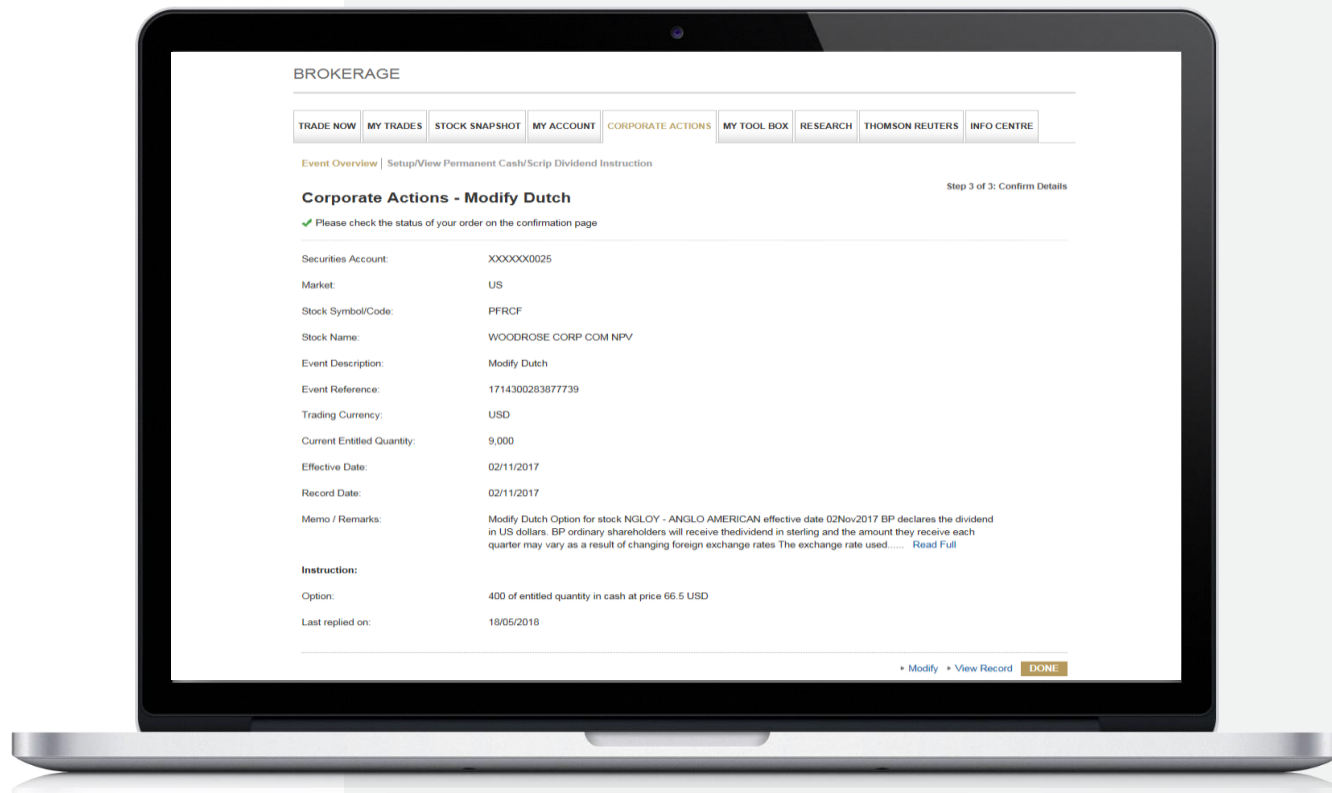 BROKERAGE
TRADE NOW MY TRADES STOCK SNAPSHOT MY ACCOUNT CORPORATE ACTIONS MY TOOL BOX RESEARCH THOMSON REUTERS INFO CENTRE
Event Overview | Setup/View Permanent Cash/Scrip Dividend Instruction
Step 3 of 3: Confirm Details
Corporate Actions - Modify Dutch
Please check the status of your order on the confirmation page
Securities Account: XXXXXX0025
Market: US
Stock Symbol/Code: PFRCF
Stock Name: WOODROSE CORP COM NPV
Event Description: Modify Dutch
Event Reference: 1714300283877739
Trading Currency: USD
Current Entitled Quantity: 9,000
Effective Date: 02/11/2017
Record Date: 02/11/2017
Memo / Remarks: Modify Dutch Option for stock NGLOY - ANGLO AMERICAN effective date 02Nov2017 BP declares the dividend
in US dollars. BP ordinary shareholders will receive thedividend in sterling and the amount they receive each
quarter may vary as a result of changing foreign exchange rates The exchange rate used...... Read Full
Instruction:
Option: 400 of entitled quantity in cash at price 66.5 USD
Last replied on: 18/05/2018
Modify View Record DONE